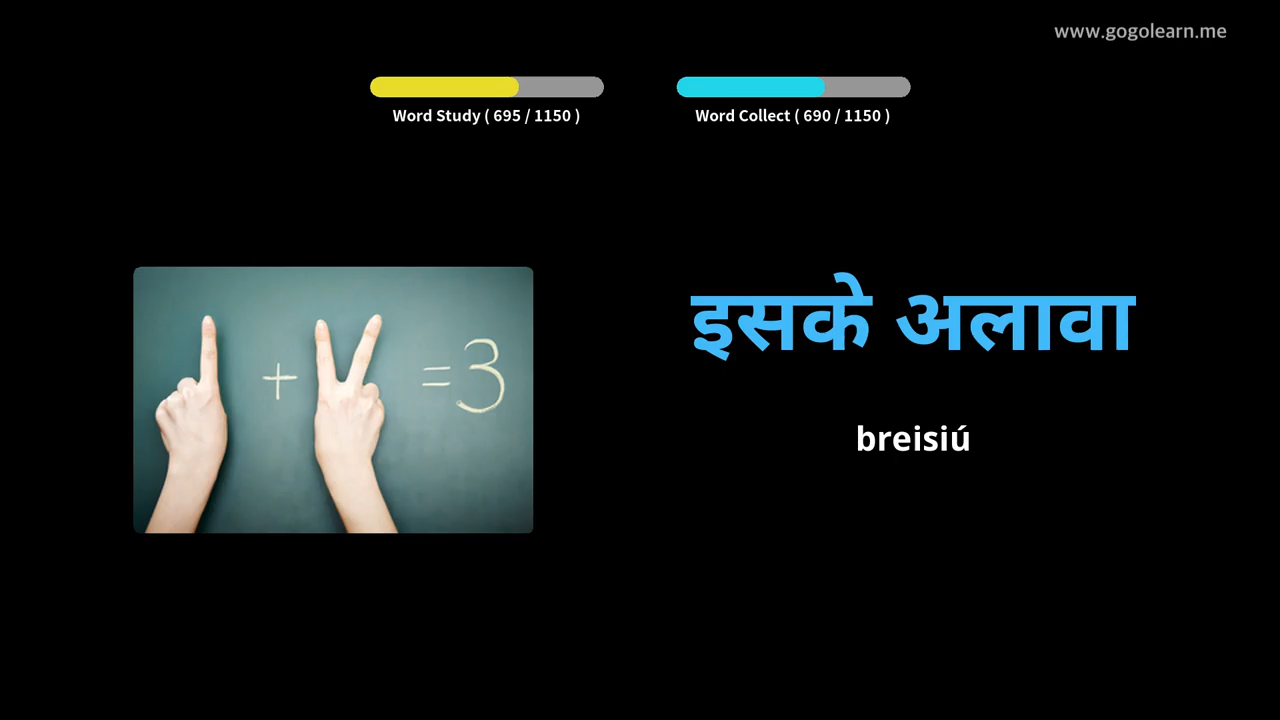 www.gogolearn.me
Word Study ( 695 / 1150 )
Word Collect ( 690 / 1150 )
+ =3
इसके अलावा
breisiú